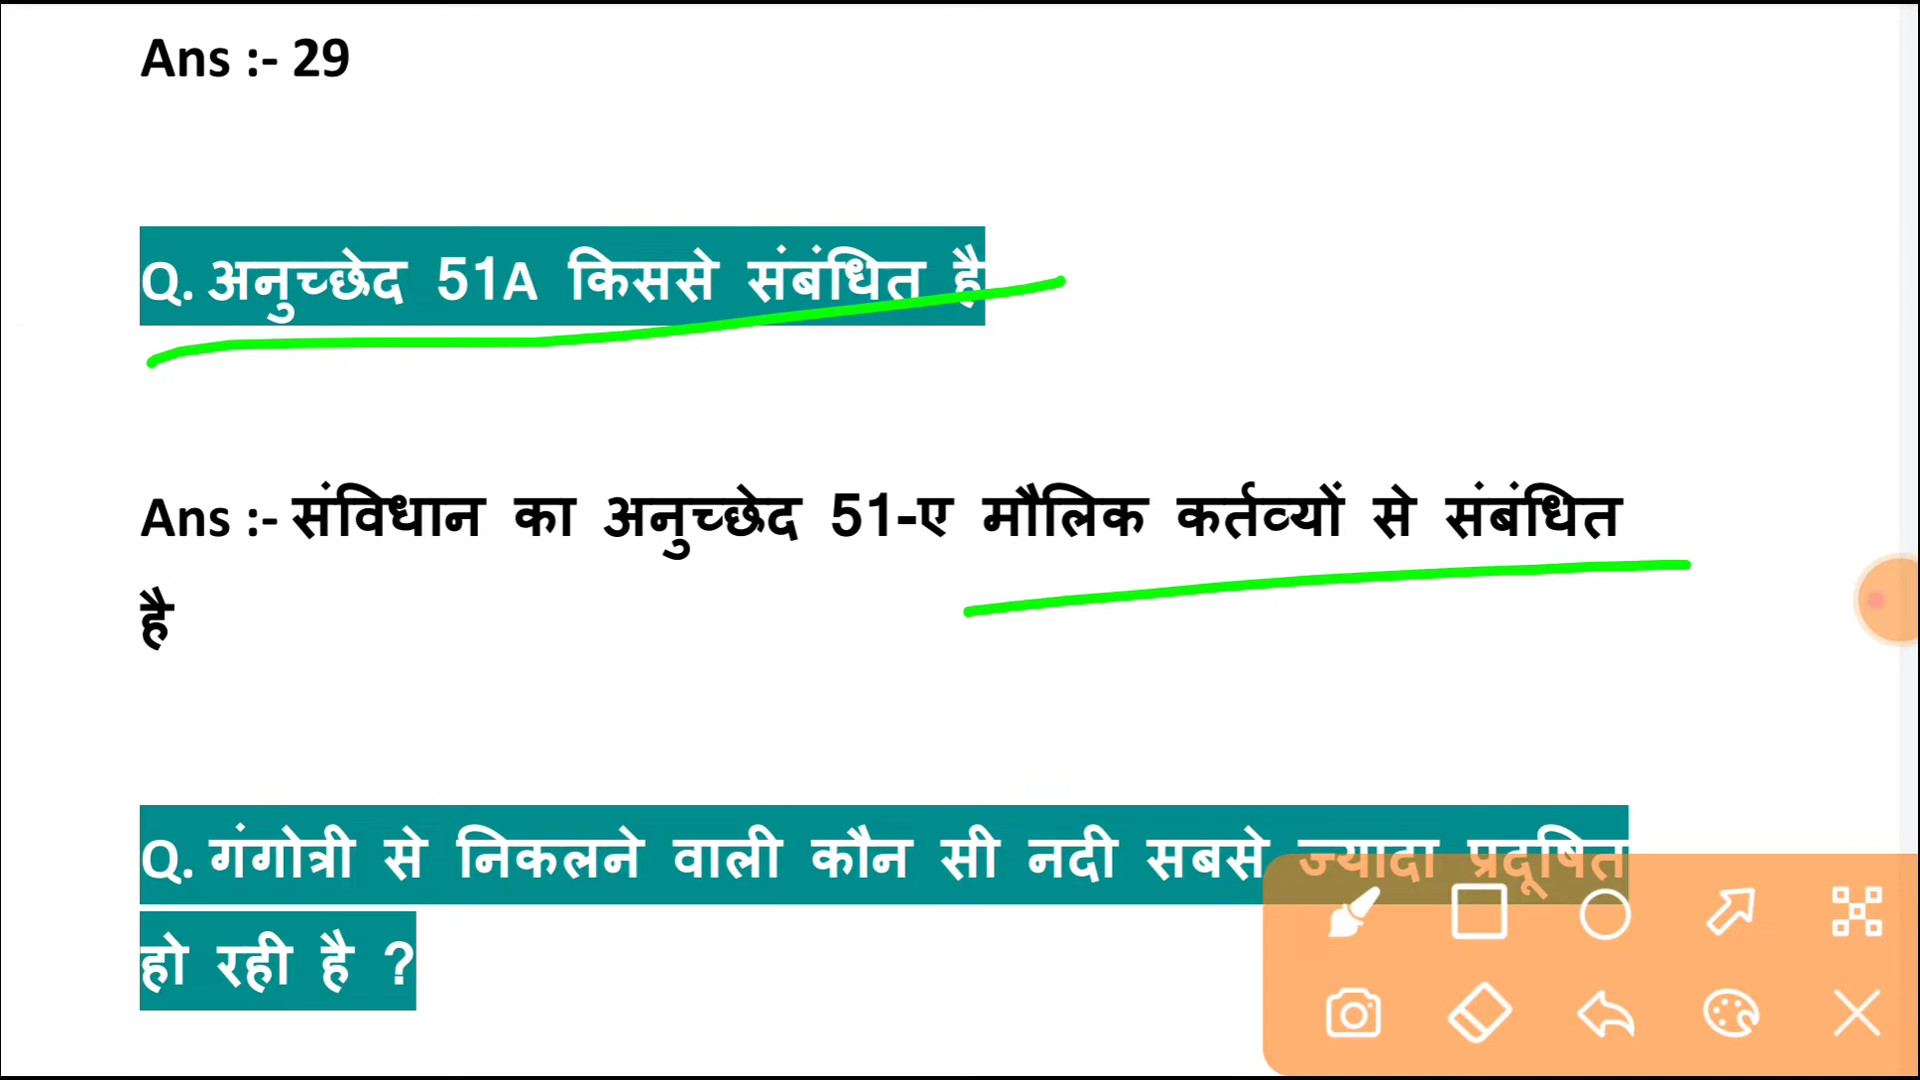 Ans :- 29
Q. अनुच्छेद 51A किससे संबंधित है
Ans :- संविधान का अनुच्छेद 51-ए मौलिक कर्तव्यों से संबंधित
है
Q. गंगोत्री से निकलने वाली कौन सी नदी सबसे ज्यादा प्रदूषित
हो रही है ?